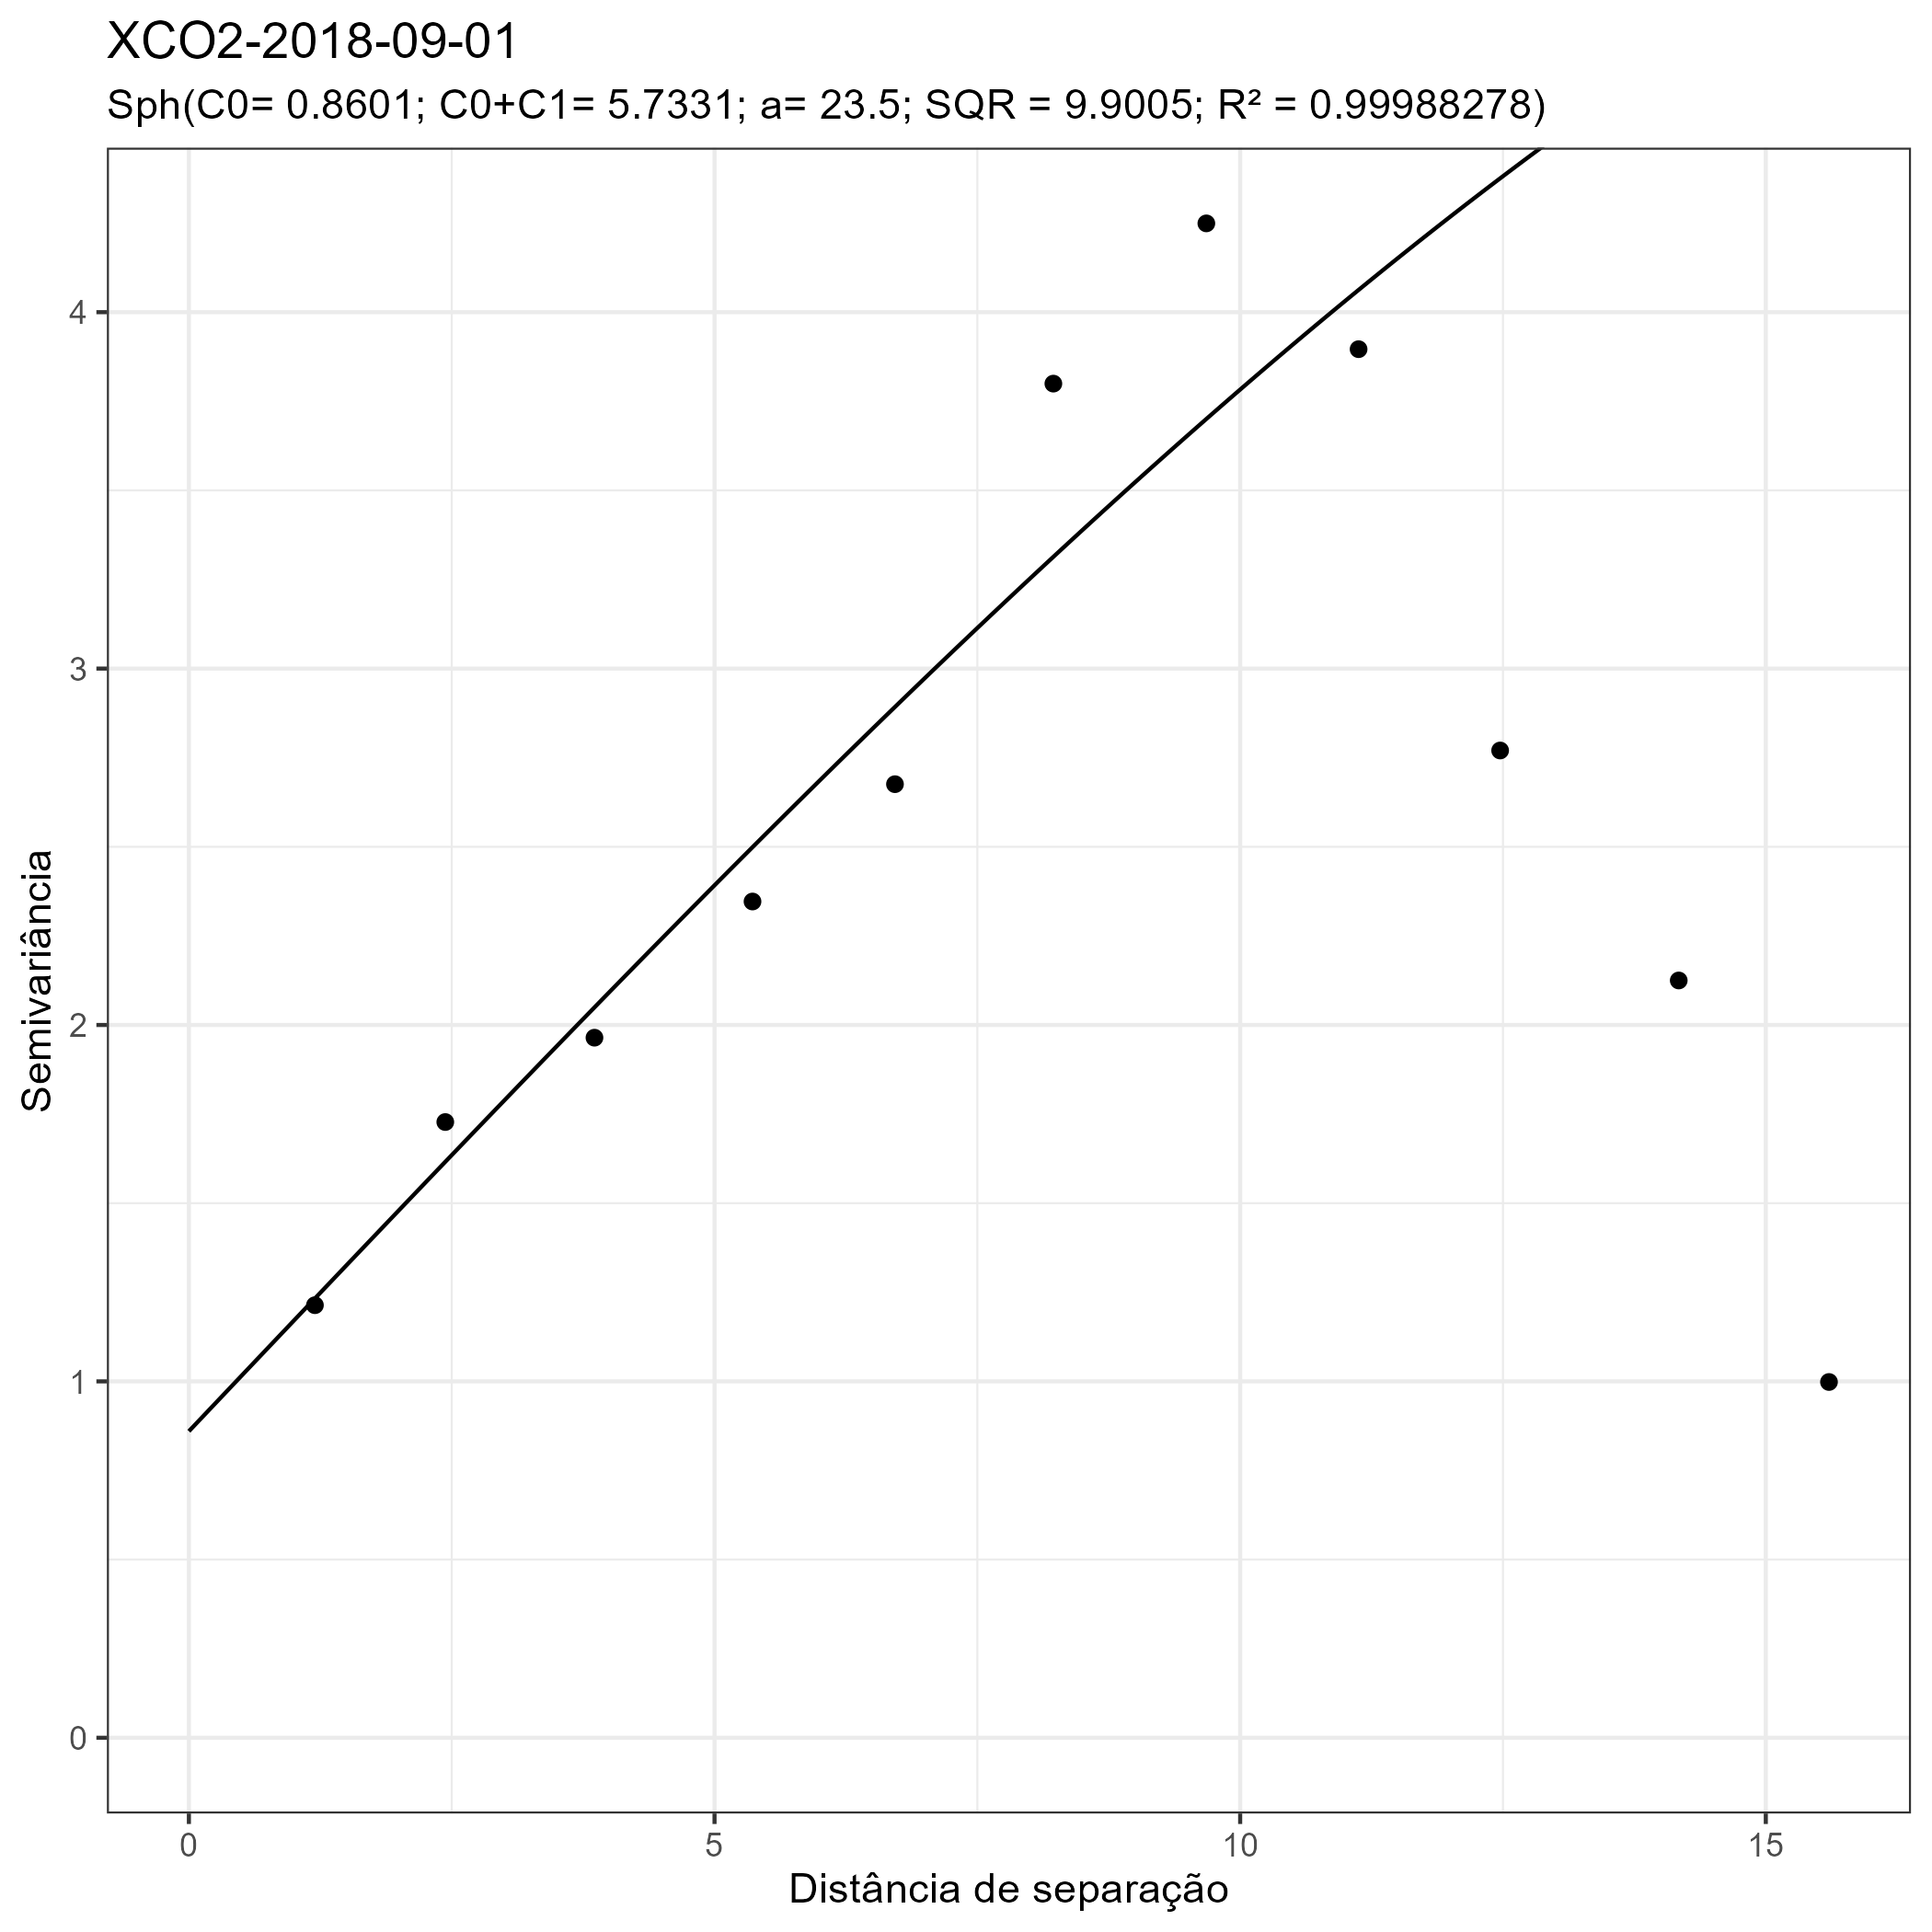 XCO2-2018-09-01
Sph(C0= 0.8601; C0+C1= 5.7331; a= 23.5; SQR = 9.9005; R² = 0.99988278)
4
3
2
1
0
Semivariância
0 5 10 15
Distância de separação